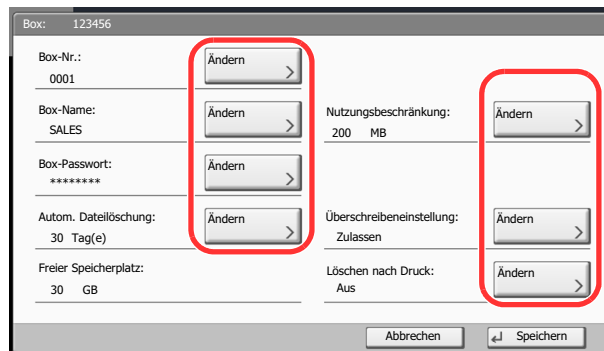 Box: 123456
Box-Nr.:
0001
Ändern
Box-Name:
SALES
Ändern
Nutzungsbeschränkung:
200 MB
Ändern
Box-Passwort:
********
Ändern
Autom. Dateilöschung:
30 Tag(e)
Ändern
Überschreibeneinstellung:
Zulassen
Ändern
Freier Speicherplatz:
30 GB
Löschen nach Druck:
Aus
Ändern
Abbrechen
Speichern